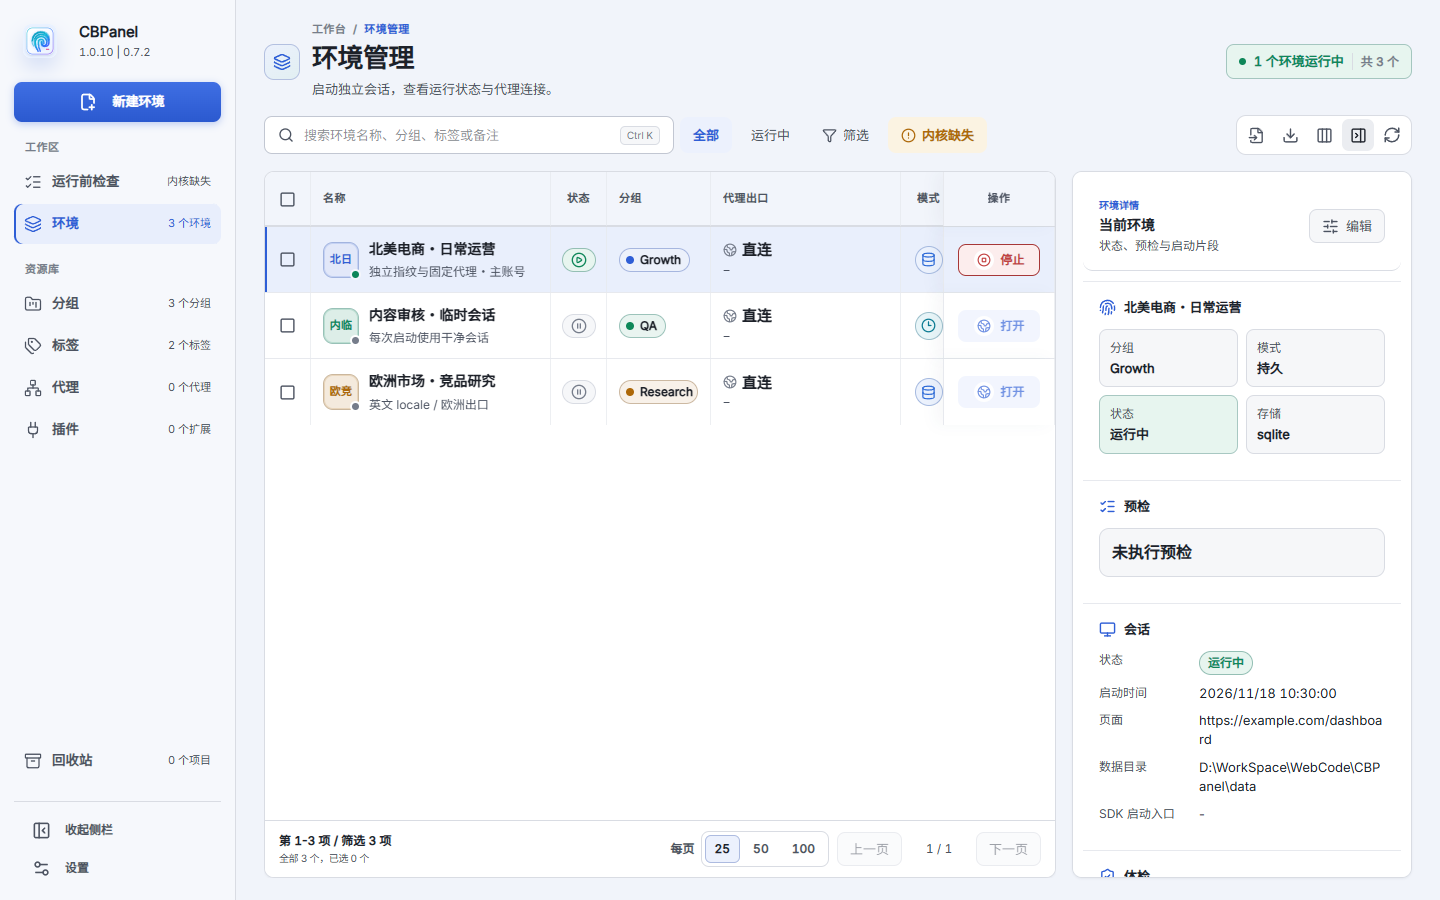 CBPanel
1.0.10 | 0.7.2
新建环境
工作区
运行前检查 内核缺失
环境 3 个环境
资源库
分组 3 个分组
标签 2 个标签
代理 0 个代理
插件 0 个扩展
回收站 0 个项目
收起侧栏
设置
工作台 / 环境管理
环境管理
启动独立会话，查看运行状态与代理连接。
1 个环境运行中 共 3 个
搜索环境名称、分组、标签或备注 Ctrl K
全部 运行中 筛选 内核缺失
名称 状态 分组 代理出口 模式 操作
北日 北美电商・日常运营 Growth 直连 停止
独立指纹与固定代理・主账号 –
内临 内容审核・临时会话 QA 直连 打开
每次启动使用干净会话 –
欧竞 欧洲市场・竞品研究 Research 直连 打开
英文 locale / 欧洲出口 –
第 1-3 项 / 筛选 3 项
全部 3 个，已选 0 个
每页 25 50 100 上一页 1 / 1 下一页
环境详情
当前环境
状态、预检与启动片段
编辑
北美电商・日常运营
分组 模式
Growth 持久
状态 存储
运行中 sqlite
预检
未执行预检
会话
状态 运行中
启动时间 2026/11/18 10:30:00
页面 https://example.com/dashboa
rd
数据目录 D:\WorkSpace\WebCode\CBP
anel\data
SDK 启动入口 -
体检